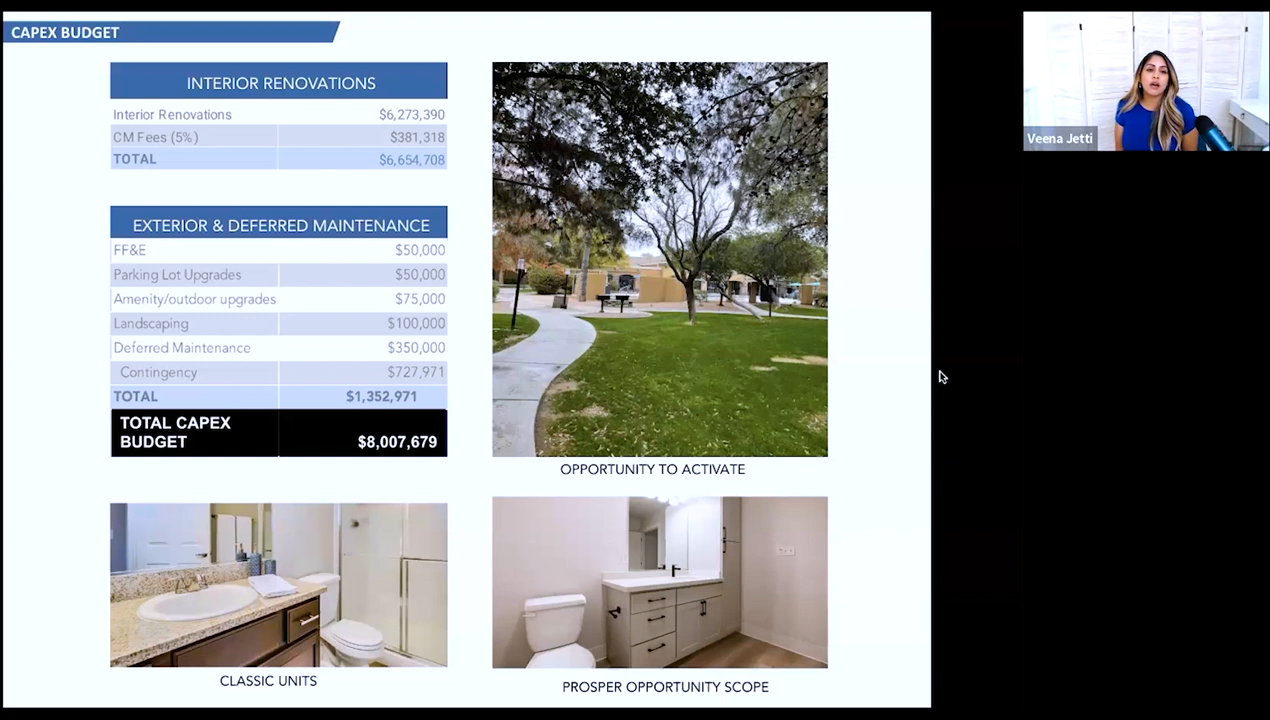 CAPEX BUDGET
INTERIOR RENOVATIONS
Interior Renovations $6,273,390
CM Fees (5%) $381,318
TOTAL $6,654,708
EXTERIOR & DEFERRED MAINTENANCE
FF&E $50,000
Parking Lot Upgrades $50,000
Amenity/outdoor upgrades $75,000
Landscaping $100,000
Deferred Maintenance $350,000
Contingency $727,971
TOTAL $1,352,971
TOTAL CAPEX
BUDGET $8,007,679
OPPORTUNITY TO ACTIVATE
CLASSIC UNITS
PROSPER OPPORTUNITY SCOPE
Veena Jetti